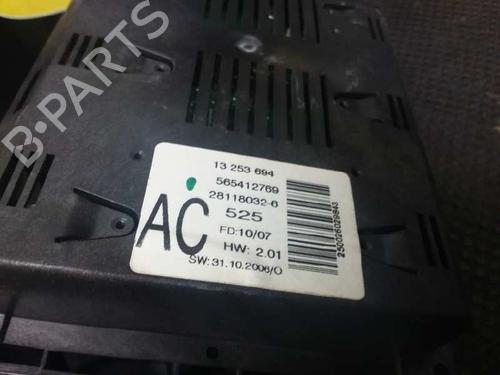 B-PARTS
13 253 694
565412769
28118032-6
AC
525
FD:10/07
HW: 2.01
SW:31.10.2006/O
250026029843